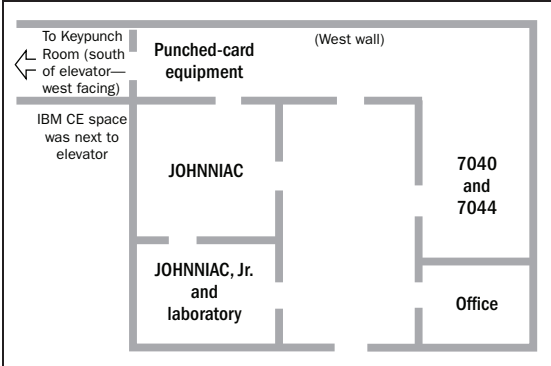 To Keypunch
Room (south
of elevator—
west facing)
Punched-card
equipment
(West wall)
IBM CE space
was next to
elevator
JOHNNIAC
7040
and
7044
JOHNNIAC, Jr.
and
laboratory
Office